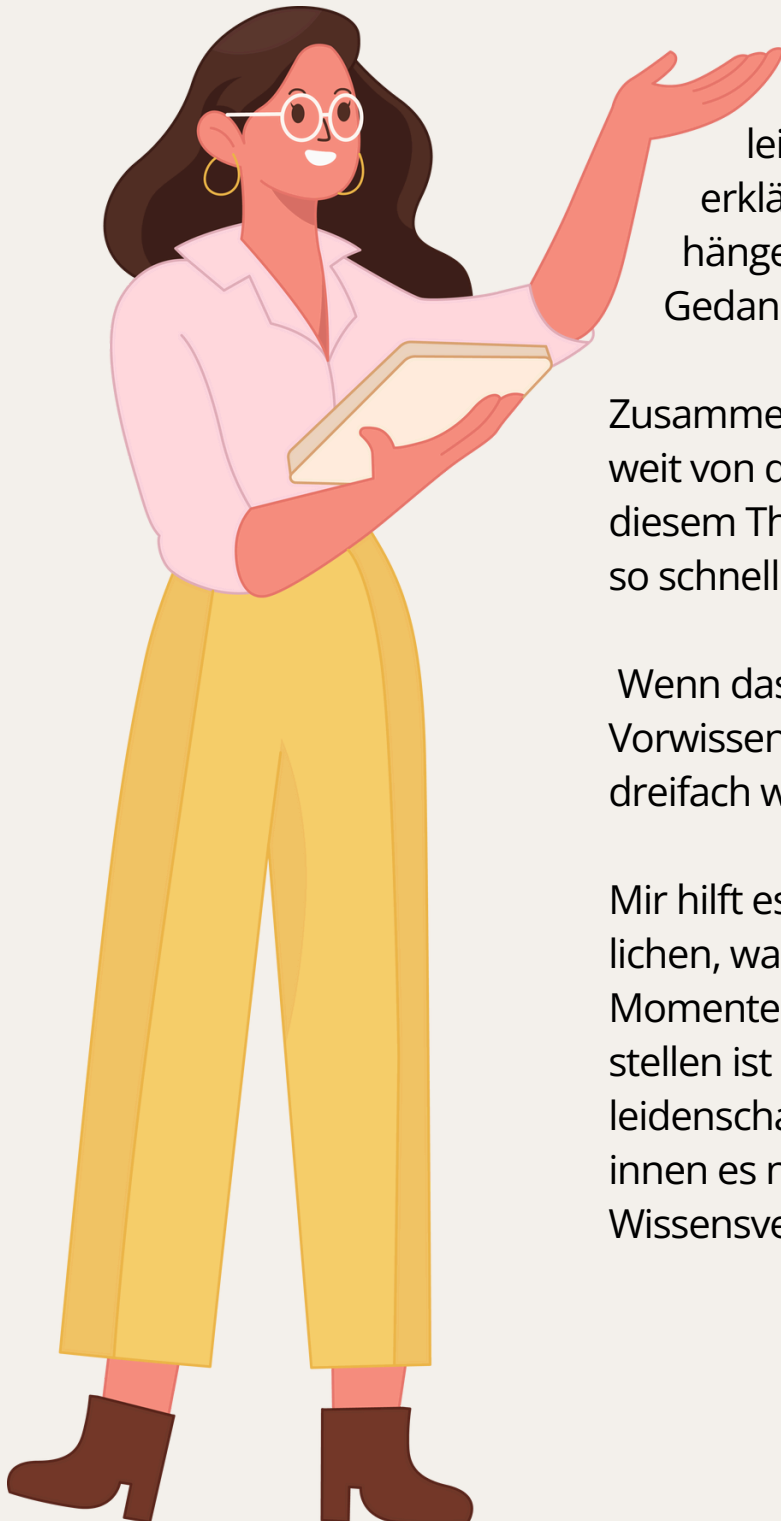 lei
erklä
hänge
Gedan
Zusamme
weit von d
diesem Th
so schnell
Wenn das
Vorwissen
dreifach w
Mir hilft es
lichen, wa
Momente
stellen ist
leidenscha
innen es n
Wissensve